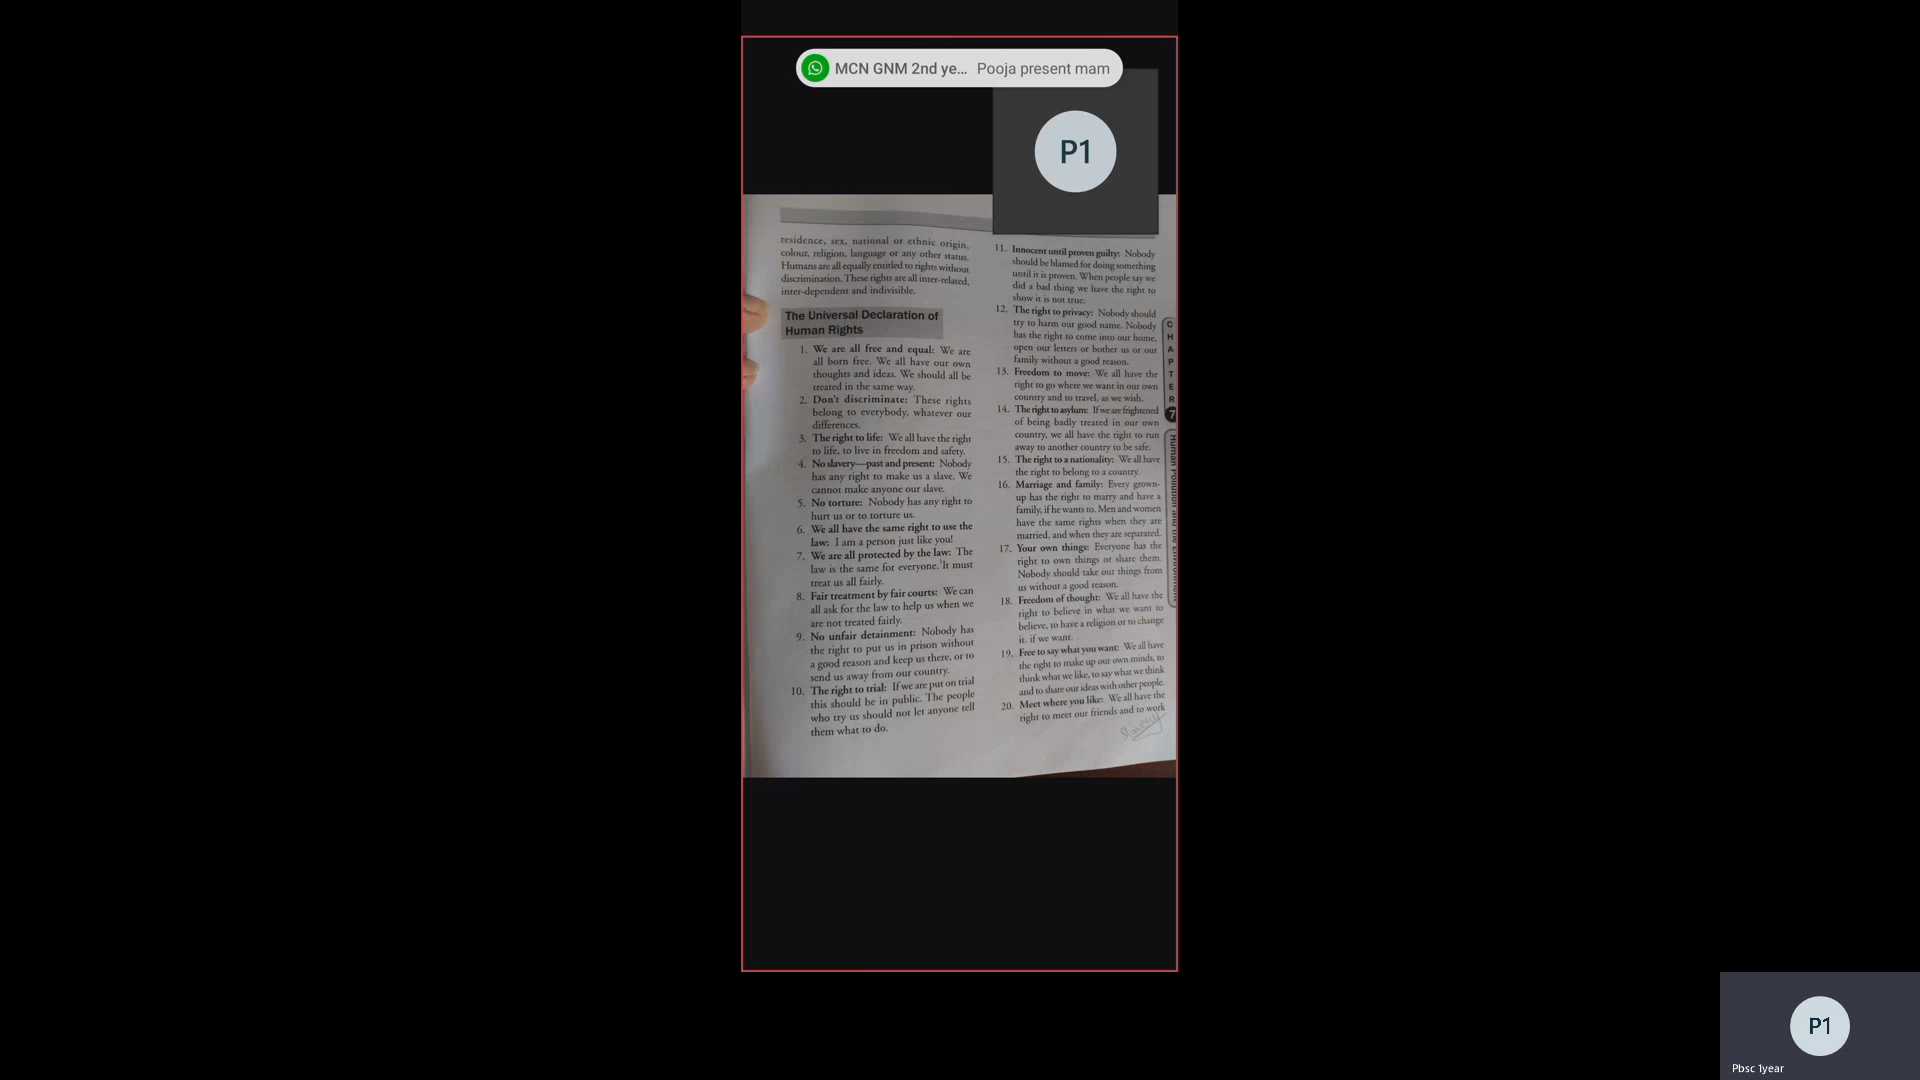 MCN GNM 2nd ye... Pooja present mam
P1
residence, sex, national or ethnic origin,
colour, religion, language or any other status.
Humans are all equally entitled to rights without
discrimination. These rights are all inter-related,
inter-dependent and indivisible.
The Universal Declaration of
Human Rights
1. We are all free and equal: We are
all born free. We all have our own
thoughts and ideas. We should all be
treated in the same way.
2. Don't discriminate: These rights
belong to everybody, whatever our
differences.
3. The right to life: We all have the right
to life, to live in freedom and safety.
4. No slavery—past and present: Nobody
has any right to make us a slave. We
cannot make anyone our slave.
5. No torture: Nobody has any right to
hurt us or to torture us.
6. We all have the same right to use the
law: I am a person just like you!
7. We are all protected by the law: The
law is the same for everyone. It must
treat us all fairly.
8. Fair treatment by fair courts: We can
all ask for the law to help us when we
are not treated fairly.
9. No unfair detainment: Nobody has
the right to put us in prison without
a good reason and keep us there, or to
send us away from our country.
10. The right to trial: If we are put on trial
this should be in public. The people
who try us should not let anyone tell
them what to do.
11. Innocent until proven guilty: Nobody
should be blamed for doing something
until it is proven. When people say we
did a bad thing we have the right to
show it is not true.
12. The right to privacy: Nobody should
try to harm our good name. Nobody
has the right to come into our home,
open our letters or bother us or our
family without a good reason.
13. Freedom to move: We all have the
right to go where we want in our own
country and to travel, as we wish.
14. The right to asylum: If we are frightened
of being badly treated in our own
country, we all have the right to run
away to another country to be safe.
15. The right to a nationality: We all have
the right to belong to a country.
16. Marriage and family: Every grown-
up has the right to marry and have a
family, if he wants to. Men and women
have the same rights when they are
married, and when they are separated.
17. Your own things: Everyone has the
right to own things or share them.
Nobody should take our things from
us without a good reason.
18. Freedom of thought: We all have the
right to believe in what we want to
believe, to have a religion or to change
it, if we want.
19. Free to say what you want: We all have
the right to make up our own minds, to
think what we like, to say what we think
and to share our ideas with other people.
20. Meet where you like: We all have the
right to meet our friends and to work
CHAPTER
7
Human Pollution and the Environment
P1
Pbsc 1year